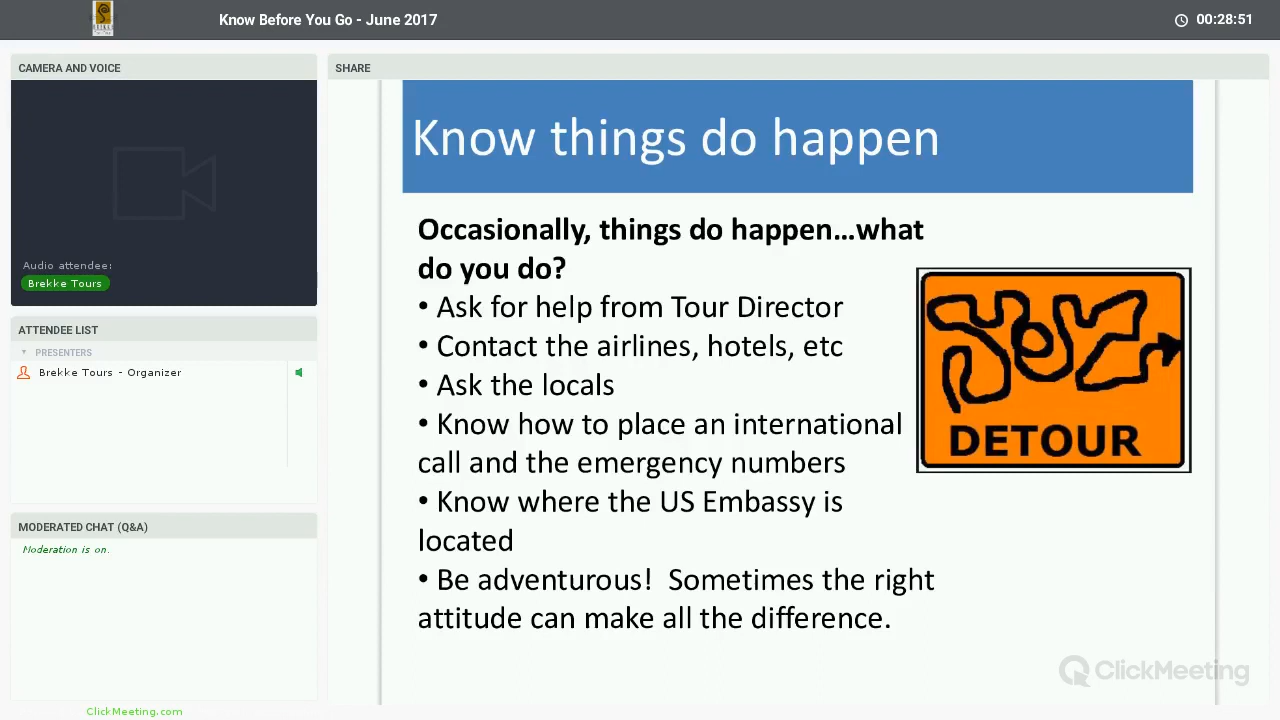 Know Before You Go - June 2017
00:28:51
CAMERA AND VOICE
Audio attendee:
Brekke Tours
ATTENDEE LIST
PRESENTERS
Brekke Tours - Organizer
MODERATED CHAT (Q&A)
Moderation is on.
ClickMeeting.com
SHARE
Know things do happen
Occasionally, things do happen…what
do you do?
• Ask for help from Tour Director
• Contact the airlines, hotels, etc
• Ask the locals
• Know how to place an international
call and the emergency numbers
• Know where the US Embassy is
located
• Be adventurous!  Sometimes the right
attitude can make all the difference.
DETOUR
ClickMeeting